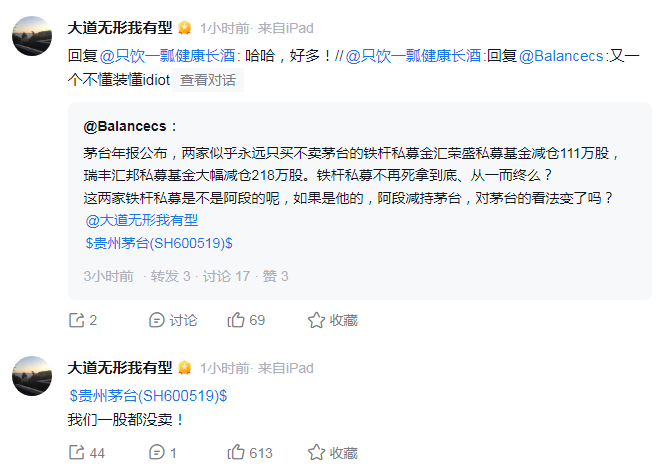 大道无形我有型 1小时前· 来自iPad
回复@只饮一瓢健康长酒: 哈哈，好多！//@只饮一瓢健康长酒:回复@Balancecs:又一
个不懂装懂idiot 查看对话
@Balancecs：
茅台年报公布，两家似乎永远只买不卖茅台的铁杆私募金汇荣盛私募基金减仓111万股，
瑞丰汇邦私募基金大幅减仓218万股。铁杆私募不再死拿到底、从一而终么？
这两家铁杆私募是不是阿段的呢，如果是他的，阿段减持茅台，对茅台的看法变了吗？
@大道无形我有型
$贵州茅台(SH600519)$
3小时前 · 转发 3 · 讨论 17 · 赞 3
2 讨论 69 收藏
大道无形我有型 1小时前· 来自iPad
$贵州茅台(SH600519)$
我们一股都没卖！
44 1 613 收藏